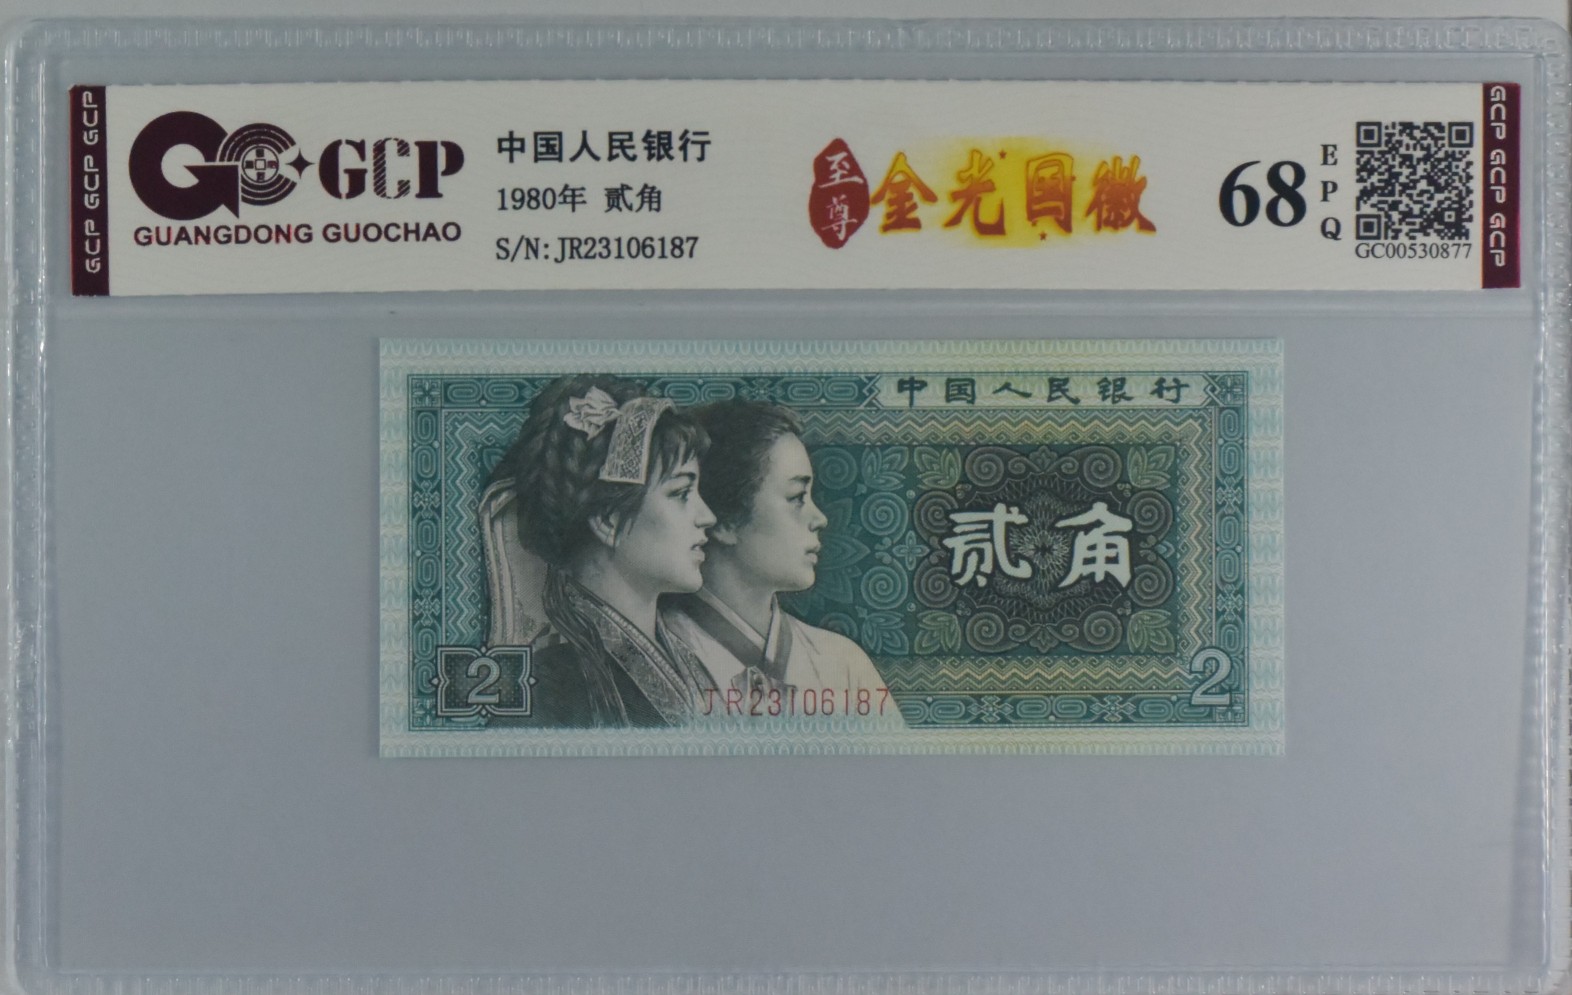 GCP GCP GCP
GCP
GUANGDONG GUOCHAO
中国人民银行
1980年 贰角
S/N:JR23106187
至尊
金光国徽
68
EPQ
GC00530877
GCP GCP GCP
中国人民银行
贰角
2
JR23106187
2